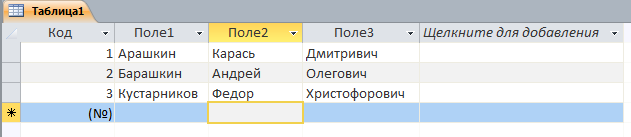 Таблица1
Код Поле1 Поле2 Поле3 Щелкните для добавления
1 Арашкин Карась Дмитривич
2 Барашкин Андрей Олегович
3 Кустарников Федор Христофорович
* (№)